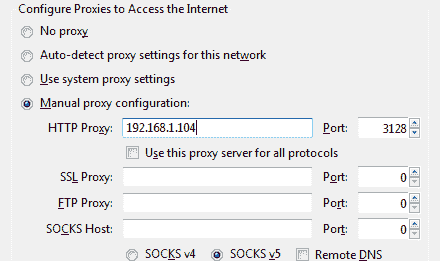 Configure Proxies to Access the Internet
No proxy
Auto-detect proxy settings for this network
Use system proxy settings
Manual proxy configuration:
HTTP Proxy: 192.168.1.104 Port: 3128
Use this proxy server for all protocols
SSL Proxy: Port: 0
FTP Proxy: Port: 0
SOCKS Host: Port: 0
SOCKS v4 SOCKS v5 Remote DNS